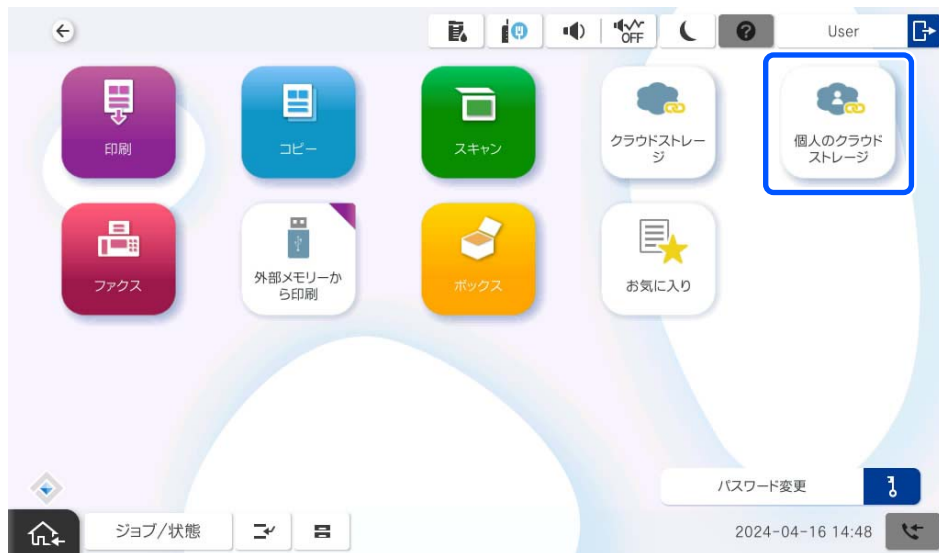 OFF
?
User
印刷
コピー
スキャン
クラウドストレー
ジ
個人のクラウド
ストレージ
ファクス
外部メモリーか
ら印刷
ボックス
お気に入り
パスワード変更
ジョブ/状態
2024-04-16 14:48